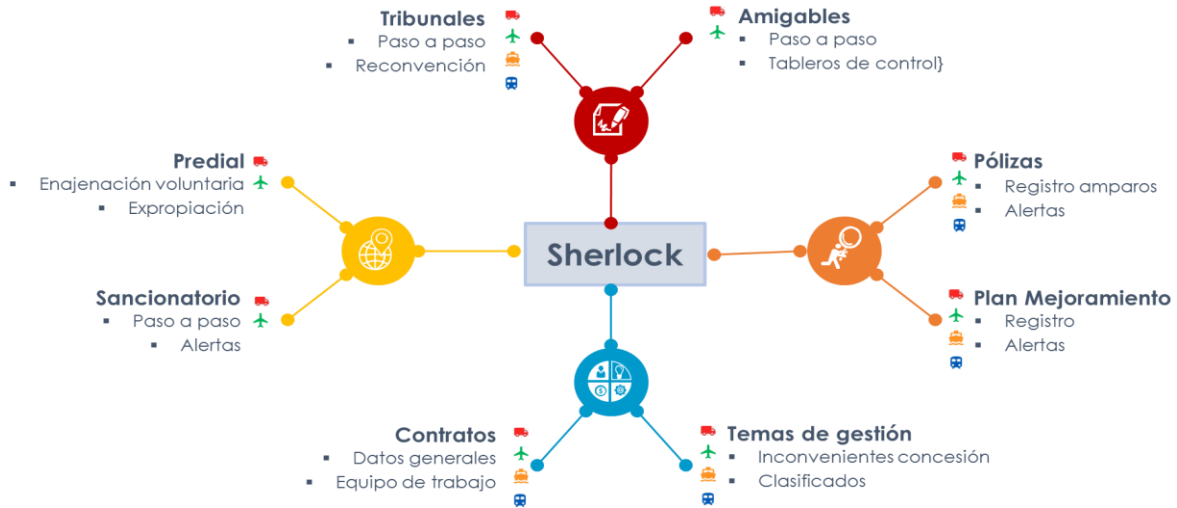 Tribunales
▪ Paso a paso
▪ Reconvención
Amigables
▪ Paso a paso
▪ Tableros de control}
Predial
▪ Enajenación voluntaria
▪ Expropiación
Pólizas
▪ Registro amparos
▪ Alertas
Sherlock
Sancionatorio
▪ Paso a paso
▪ Alertas
Plan Mejoramiento
▪ Registro
▪ Alertas
Contratos
▪ Datos generales
▪ Equipo de trabajo
Temas de gestión
▪ Inconvenientes concesión
▪ Clasificados